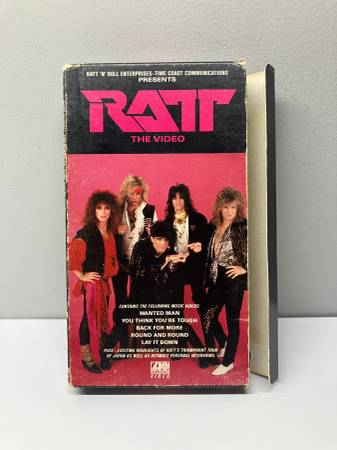 RATT 'N' ROLL ENTERPRISES-TIME COAST COMMUNICATIONS
PRESENTS
RATT
THE VIDEO
CONTAINS THE FOLLOWING MUSIC VIDEOS:
WANTED MAN
YOU THINK YOU'RE TOUGH
BACK FOR MORE
ROUND AND ROUND
LAY IT DOWN
PLUS: EXCITING HIGHLIGHTS OF RATT'S TRIUMPHANT TOUR
OF JAPAN AS WELL AS INTIMATE PERSONAL INTERVIEWS.
ATLANTIC
VIDEO